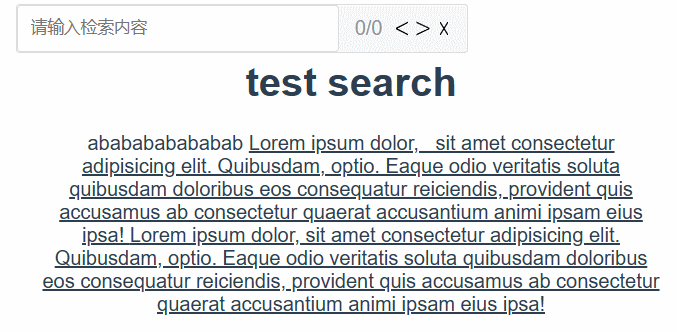 请输入检索内容 0/0 < > x
test search
ababababababab Lorem ipsum dolor, sit amet consectetur
adipisicing elit. Quibusdam, optio. Eaque odio veritatis soluta
quibusdam doloribus eos consequatur reiciendis, provident quis
accusamus ab consectetur quaerat accusantium animi ipsam eius
ipsa! Lorem ipsum dolor, sit amet consectetur adipisicing elit.
Quibusdam, optio. Eaque odio veritatis soluta quibusdam doloribus
eos consequatur reiciendis, provident quis accusamus ab consectetur
quaerat accusantium animi ipsam eius ipsa!